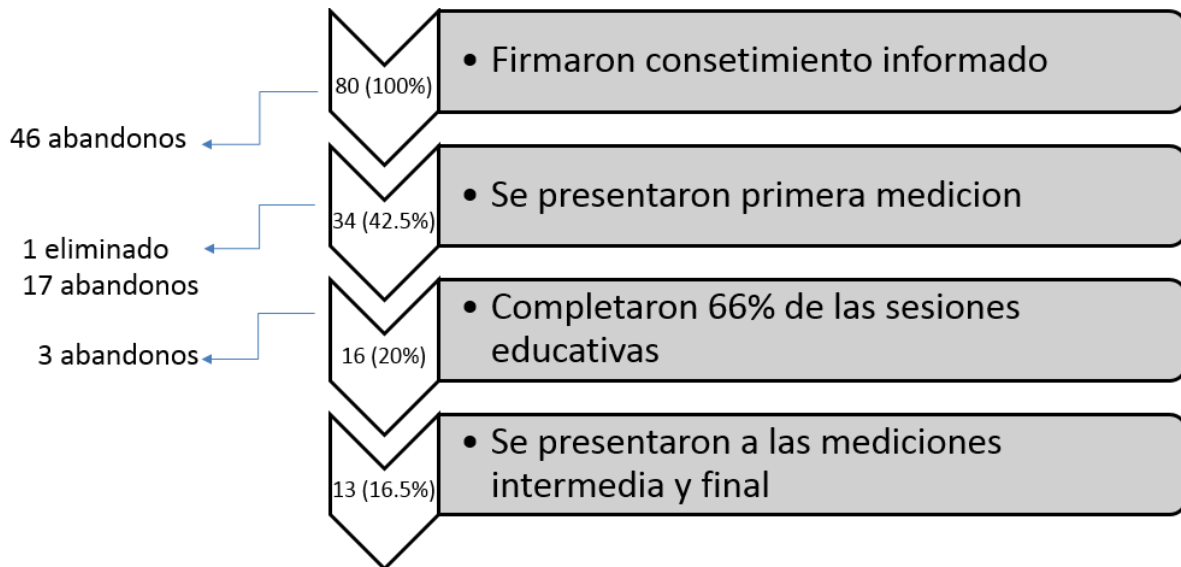 80 (100%)
• Firmaron consetimiento informado
46 abandonos
34 (42.5%)
• Se presentaron primera medicion
1 eliminado
17 abandonos
16 (20%)
• Completaron 66% de las sesiones
educativas
3 abandonos
13 (16.5%)
• Se presentaron a las mediciones
intermedia y final